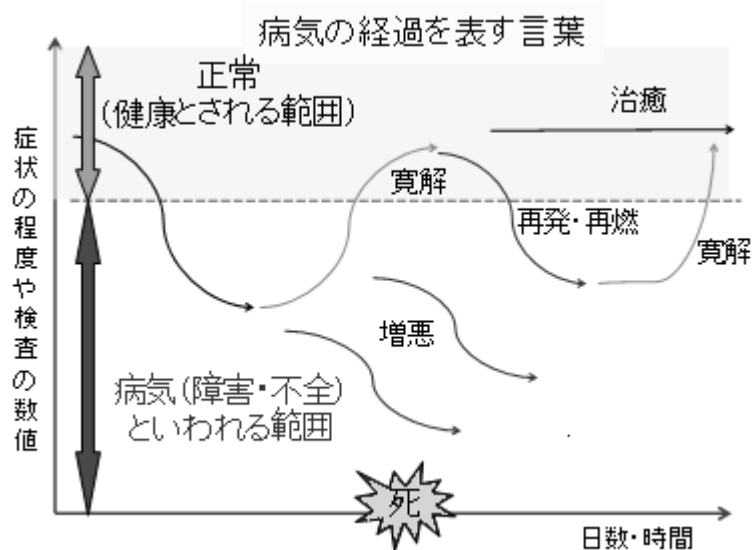 病気の経過を表す言葉
正常
(健康とされる範囲)
治癒
症状の程度や検査の数値
寛解
再発・再燃
寛解
増悪
病気(障害・不全)
といわれる範囲
死
日数・時間